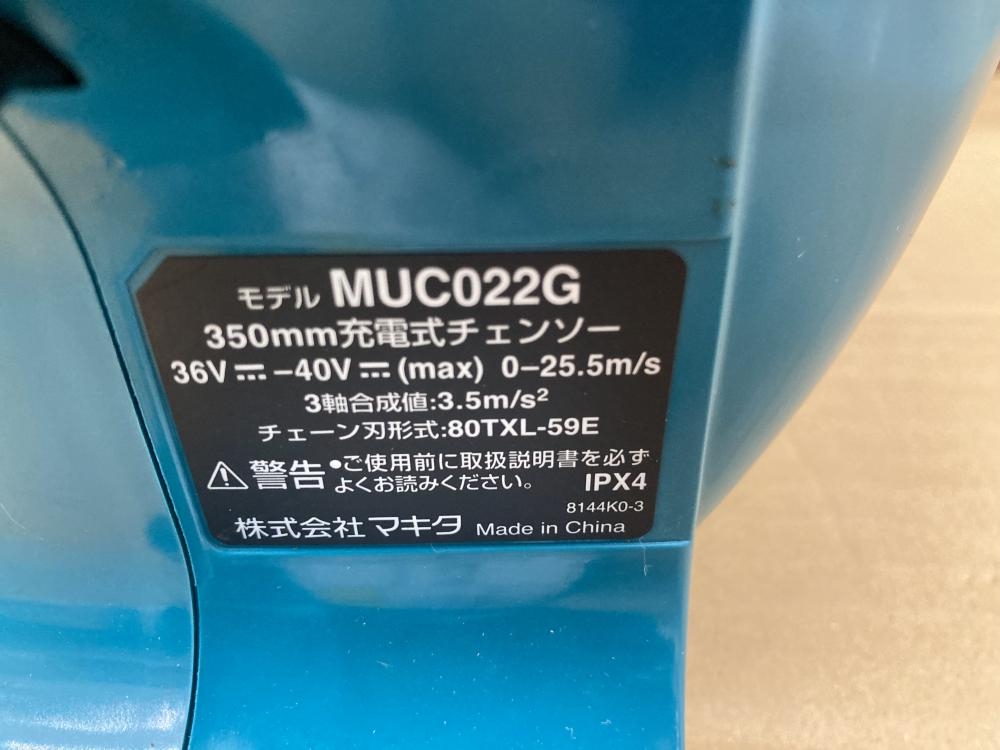 モデル MUC022G
350mm充電式チェンソー
36V⎓–40V⎓(max) 0–25.5m/s
3軸合成値:3.5m/s²
チェーン刃形式:80TXL-59E
⚠警告 •ご使用前に取扱説明書を必ず
よくお読みください。 IPX4
8144K0-3
株式会社マキタ Made in China